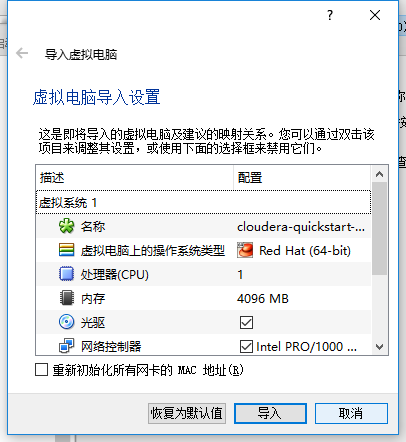 ?
导入虚拟电脑
虚拟电脑导入设置
这是即将导入的虚拟电脑及建议的映射关系。您可以通过双击该
项目来调整其设置，或使用下面的选择框来禁用它们。
描述 配置
虚拟系统 1
名称 cloudera-quickstart-...
虚拟电脑上的操作系统类型 Red Hat (64-bit)
处理器(CPU) 1
内存 4096 MB
光驱
网络控制器 Intel PRO/1000 ...
重新初始化所有网卡的 MAC 地址(R)
恢复为默认值 导入 取消